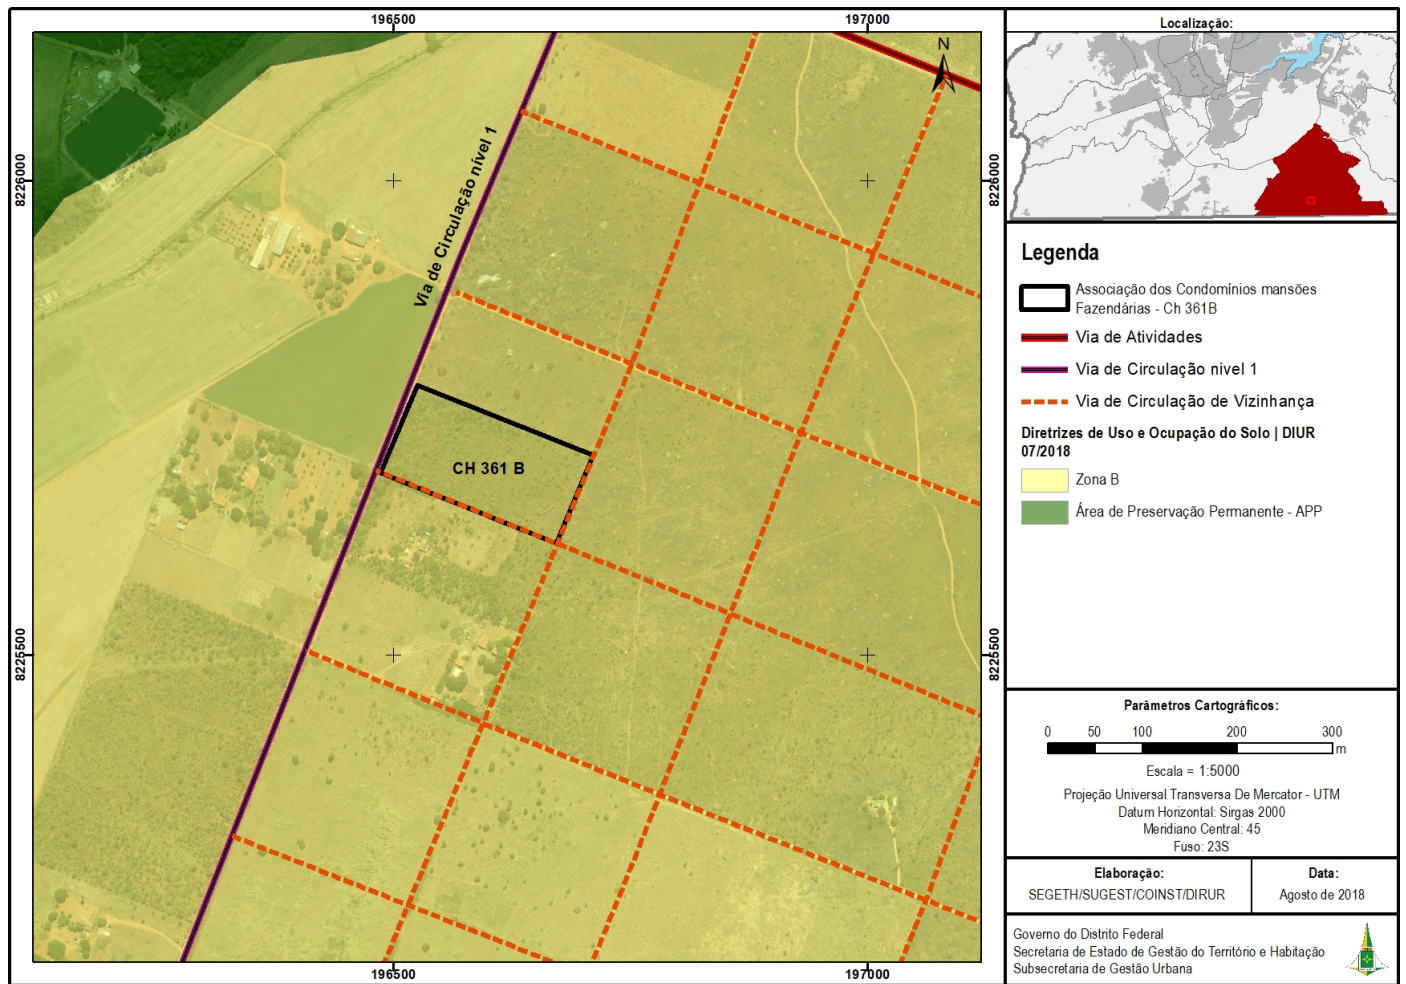 196500
197000
8226000
8226000
8225500
8225500
196500
197000
N
Via de Circulação nível 1
CH 361 B
Localização:
Legenda
Associação dos Condomínios mansões
Fazendárias - Ch 361B
Via de Atividades
Via de Circulação nivel 1
Via de Circulação de Vizinhança
Diretrizes de Uso e Ocupação do Solo | DIUR
07/2018
Zona B
Área de Preservação Permanente - APP
Parâmetros Cartográficos:
0 50 100 200 300
m
Escala = 1:5000
Projeção Universal Transversa De Mercator - UTM
Datum Horizontal: Sirgas 2000
Meridiano Central: 45
Fuso: 23S
Elaboração:
SEGETH/SUGEST/COINST/DIRUR
Data:
Agosto de 2018
Governo do Distrito Federal
Secretaria de Estado de Gestão do Território e Habitação
Subsecretaria de Gestão Urbana